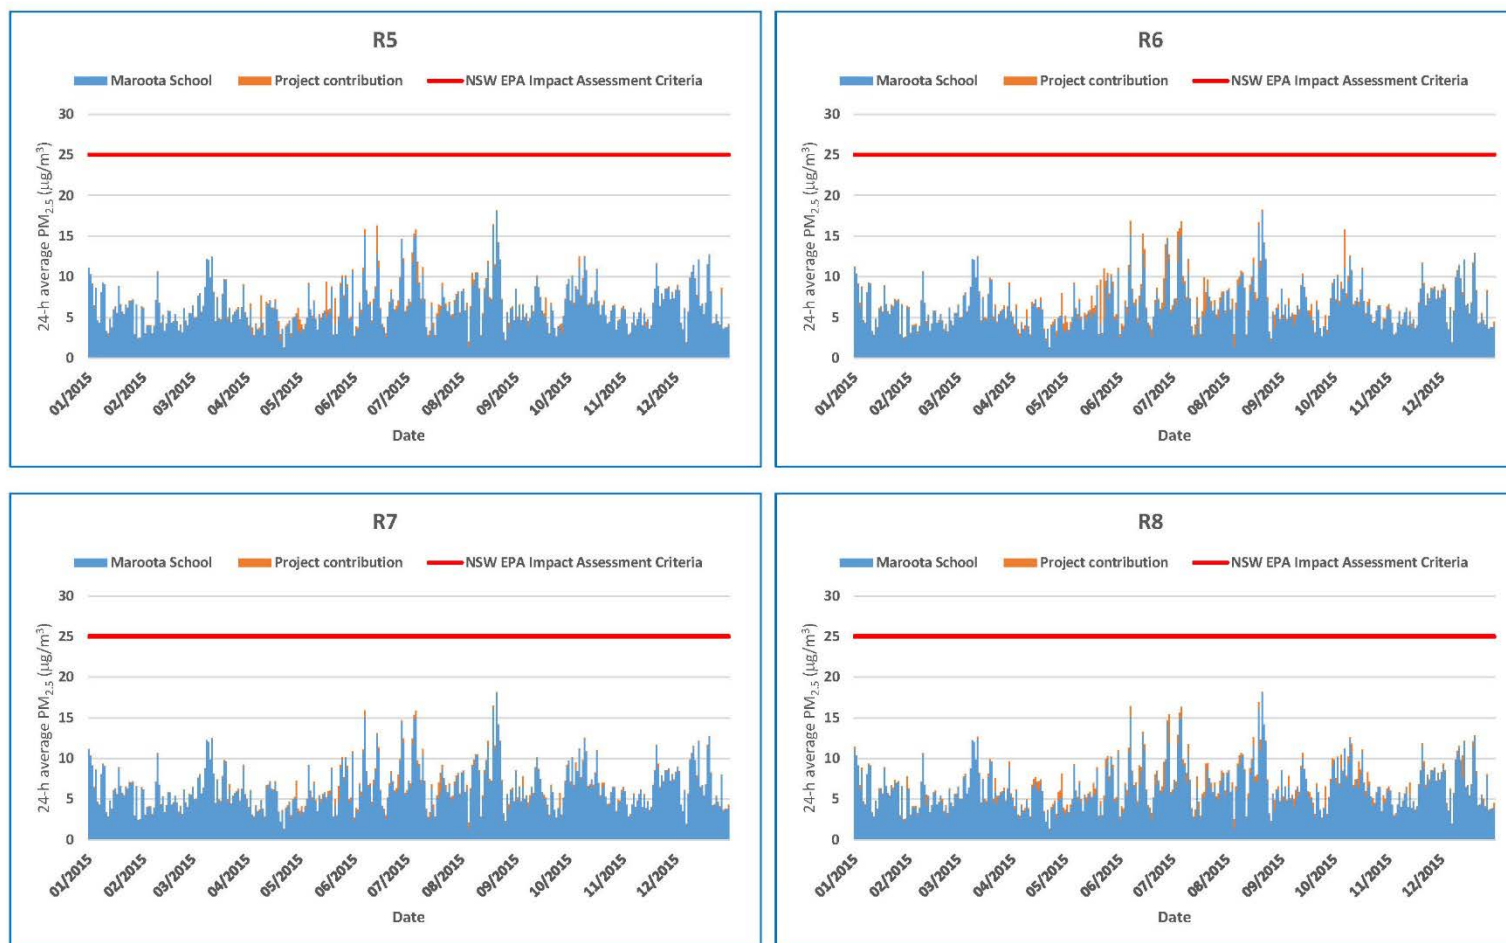 R5
Maroota School Project contribution NSW EPA Impact Assessment Criteria
24-h average PM2.5 (µg/m³)
30
25
20
15
10
5
0
01/2015 02/2015 03/2015 04/2015 05/2015 06/2015 07/2015 08/2015 09/2015 10/2015 11/2015 12/2015
Date
R6
Maroota School Project contribution NSW EPA Impact Assessment Criteria
24-h average PM2.5 (µg/m³)
30
25
20
15
10
5
0
01/2015 02/2015 03/2015 04/2015 05/2015 06/2015 07/2015 08/2015 09/2015 10/2015 11/2015 12/2015
Date
R7
Maroota School Project contribution NSW EPA Impact Assessment Criteria
24-h average PM2.5 (µg/m³)
30
25
20
15
10
5
0
01/2015 02/2015 03/2015 04/2015 05/2015 06/2015 07/2015 08/2015 09/2015 10/2015 11/2015 12/2015
Date
R8
Maroota School Project contribution NSW EPA Impact Assessment Criteria
24-h average PM2.5 (µg/m³)
30
25
20
15
10
5
0
01/2015 02/2015 03/2015 04/2015 05/2015 06/2015 07/2015 08/2015 09/2015 10/2015 11/2015 12/2015
Date